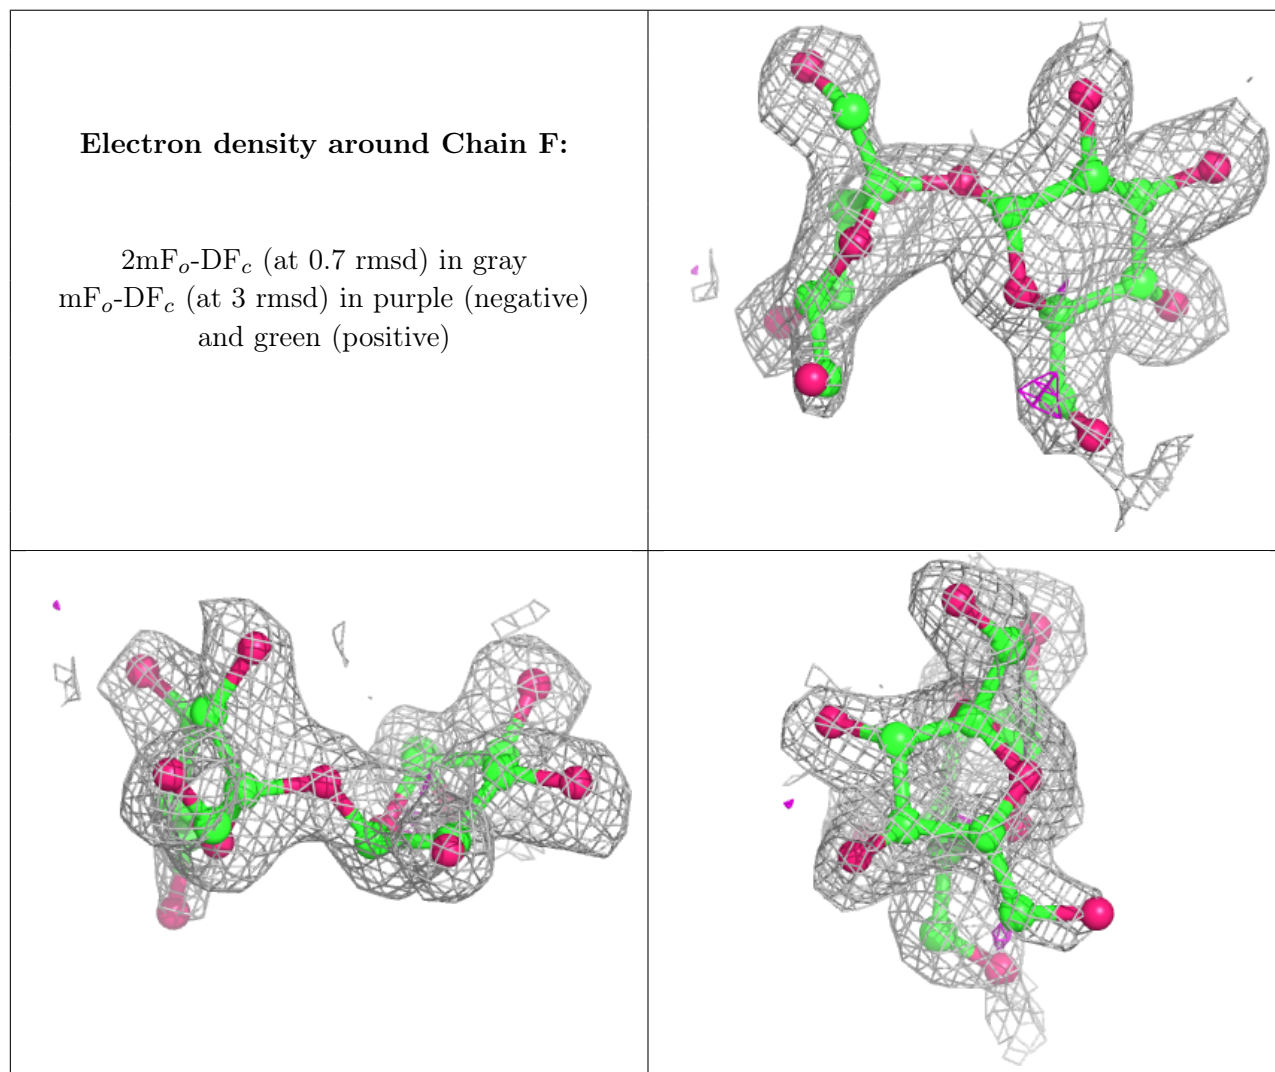 Electron density around Chain F:
2mFo-DFc (at 0.7 rmsd) in gray
mFo-DFc (at 3 rmsd) in purple (negative)
and green (positive)